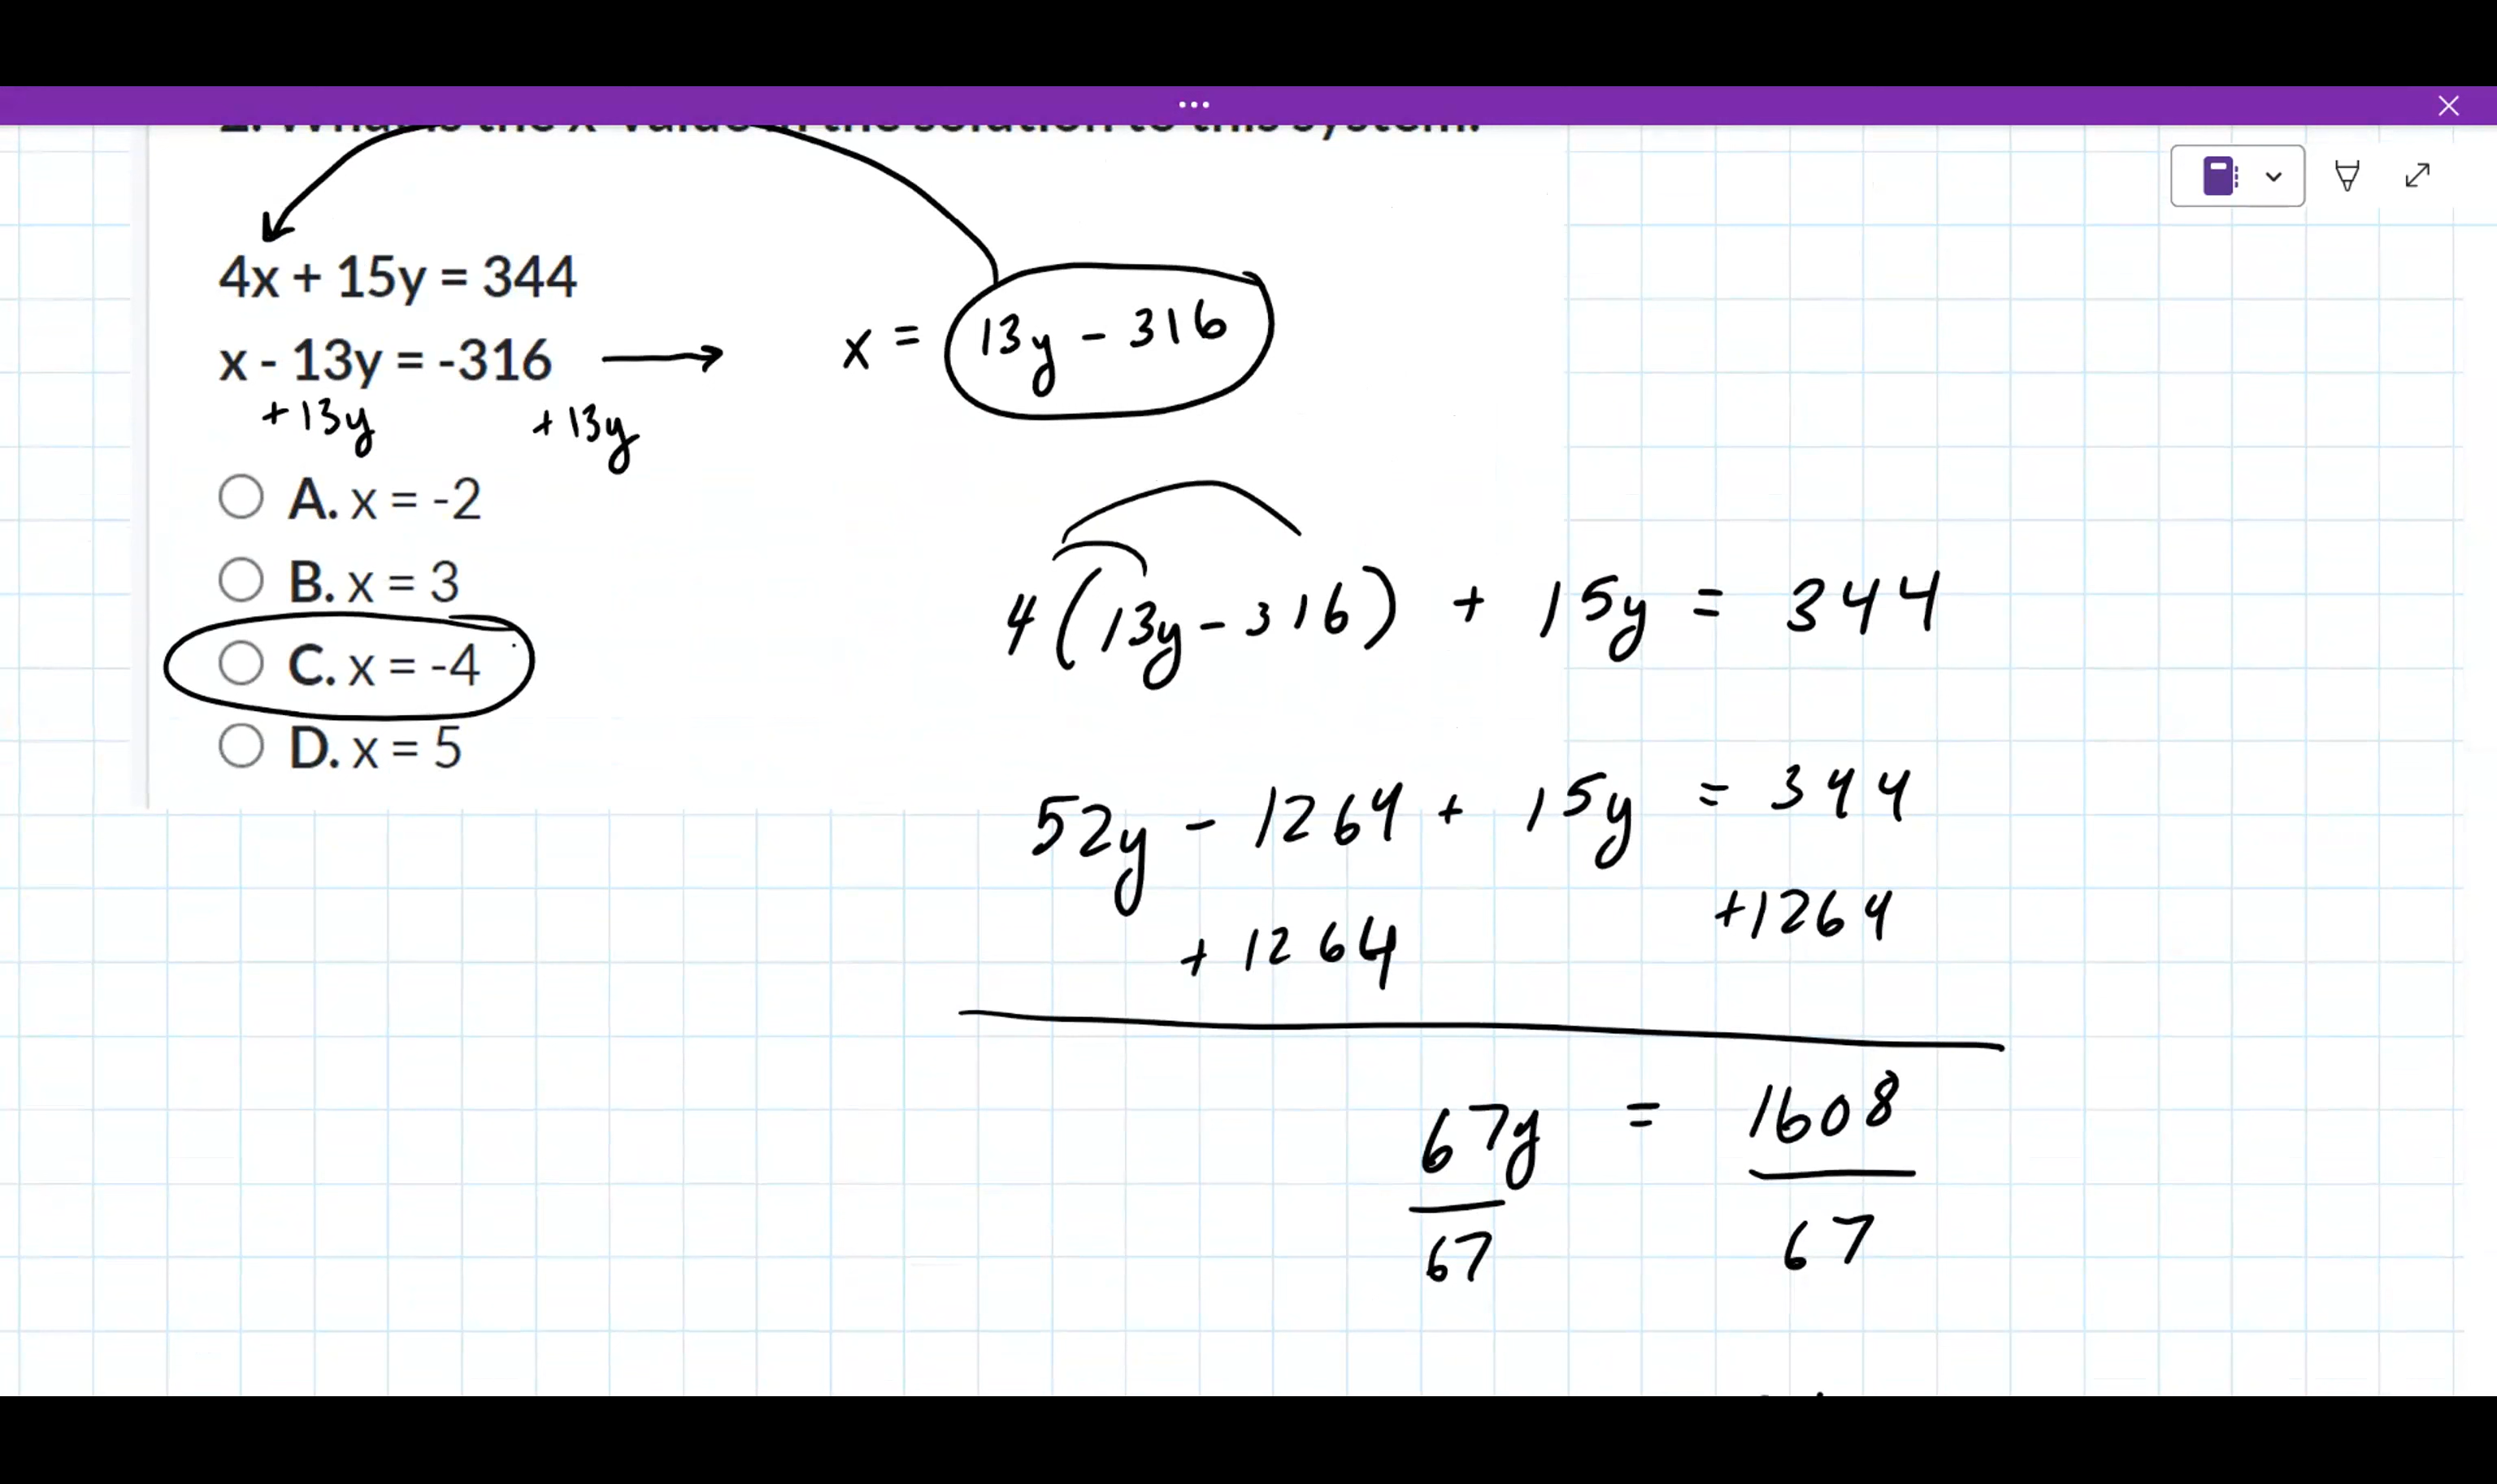 4x + 15y = 344
x - 13y = -316
+13y +13y
x = 13y - 316
A. x = -2
B. x = 3
C. x = -4
D. x = 5
4(13y - 316) + 15y = 344
52y - 1264 + 15y = 344
+ 1264 +1264
67y = 1608
67 67